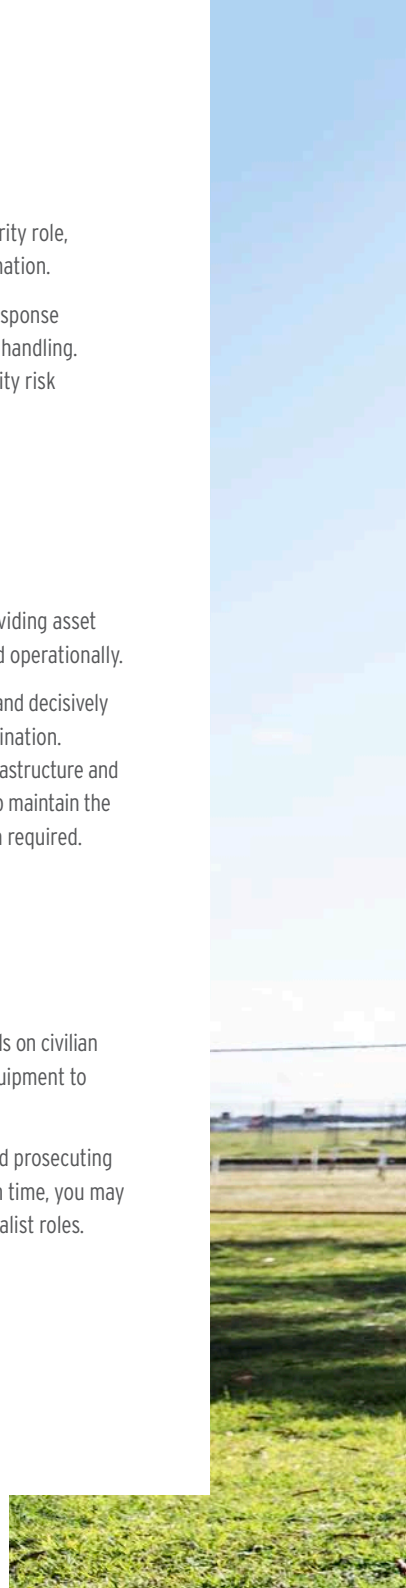 rity role,
nation.
sponse
handling.
ity risk
viding asset
d operationally.
and decisively
ination.
rastructure and
o maintain the
n required.
ls on civilian
uipment to
d prosecuting
n time, you may
alist roles.